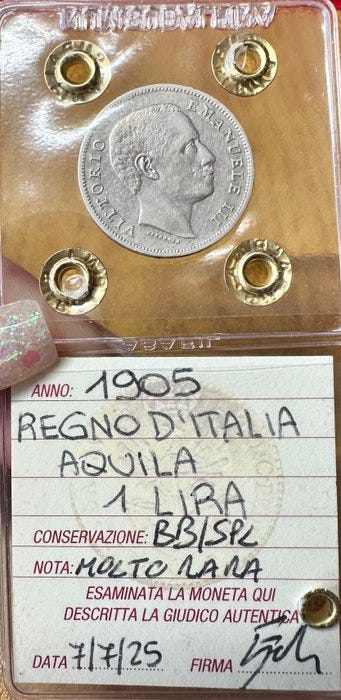 VITTORIO EMANUELE III
ANNO: 1905
REGNO D'ITALIA
AQUILA
1 LIRA
CONSERVAZIONE: BB/SPL
NOTA: MOLTO RARA
ESAMINATA LA MONETA QUI
DESCRITTA LA GIUDICO AUTENTICA
DATA 7/7/25 FIRMA